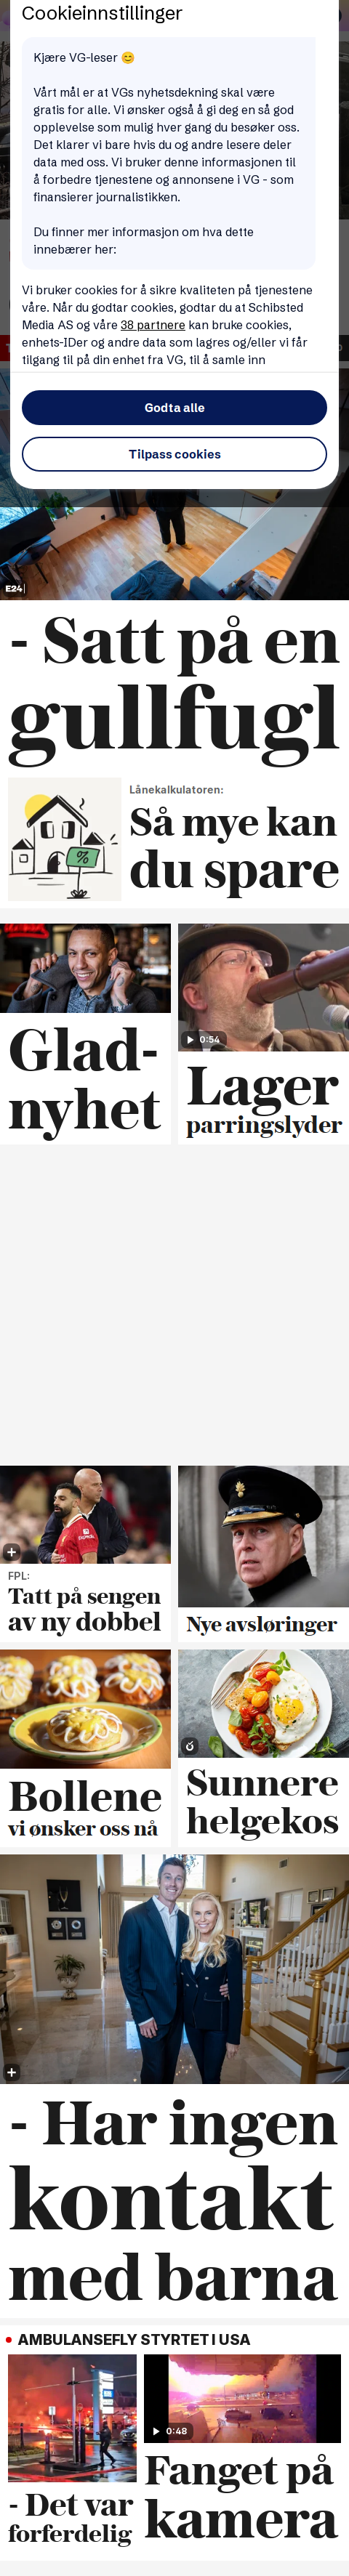 Cookieinnstillinger
Kjære VG-leser 😊
Vårt mål er at VGs nyhetsdekning skal være
gratis for alle. Vi ønsker også å gi deg en så god
opplevelse som mulig hver gang du besøker oss.
Det klarer vi bare hvis du og andre lesere deler
data med oss. Vi bruker denne informasjonen til
å forbedre tjenestene og annonsene i VG - som
finansierer journalistikken.
Du finner mer informasjon om hva dette
innebærer her:
Vi bruker cookies for å sikre kvaliteten på tjenestene
våre. Når du godtar cookies, godtar du at Schibsted
Media AS og våre 38 partnere kan bruke cookies,
enhets-IDer og andre data som lagres og/eller vi får
tilgang til på din enhet fra VG, til å samle inn
Godta alle
Tilpass cookies
E24
- Satt på en
gullfugl
Lånekalkulatoren:
Så mye kan
du spare
%
Glad-
nyhet
0:54
Lager
parringslyder
FPL:
Tatt på sengen
av ny dobbel
Nye avsløringer
Bollene
vi ønsker oss nå
Sunnere
helgekos
- Har ingen
kontakt
med barna
AMBULANSEFLY STYRTET I USA
- Det var
forferdelig
0:48
Fanget på
kamera